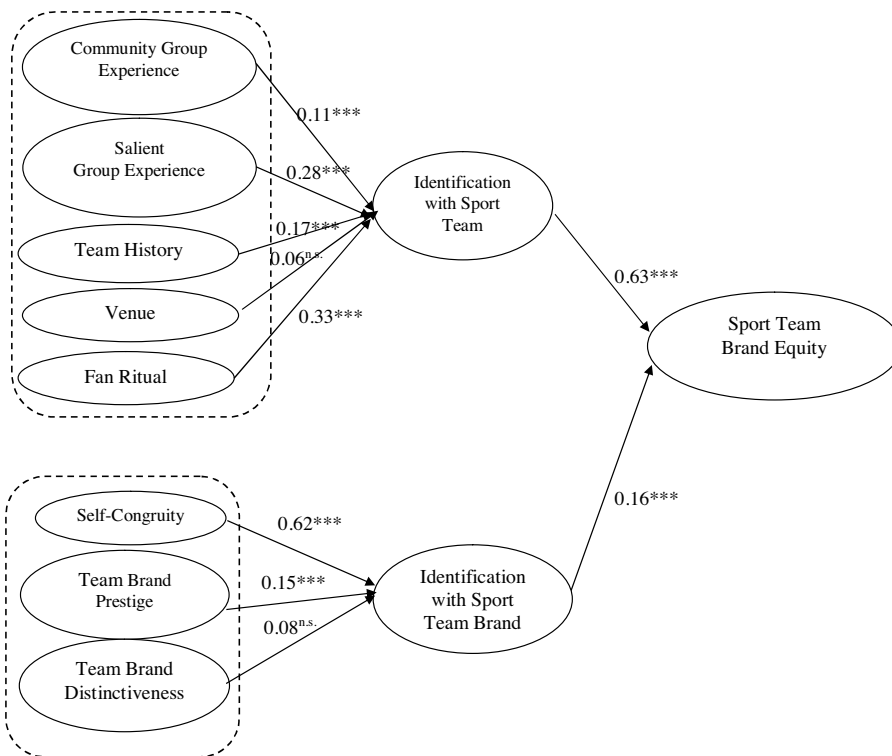 Community Group
Experience
0.11***
Salient
Group Experience
0.28***
Identification
with Sport
Team
Team History
0.17***
0.06n.s.
Venue
0.33***
Fan Ritual
0.63***
Sport Team
Brand Equity
Self-Congruity
0.62***
Team Brand
Prestige
0.15***
0.08n.s.
Identification
with Sport
Team Brand
0.16***
Team Brand
Distinctiveness